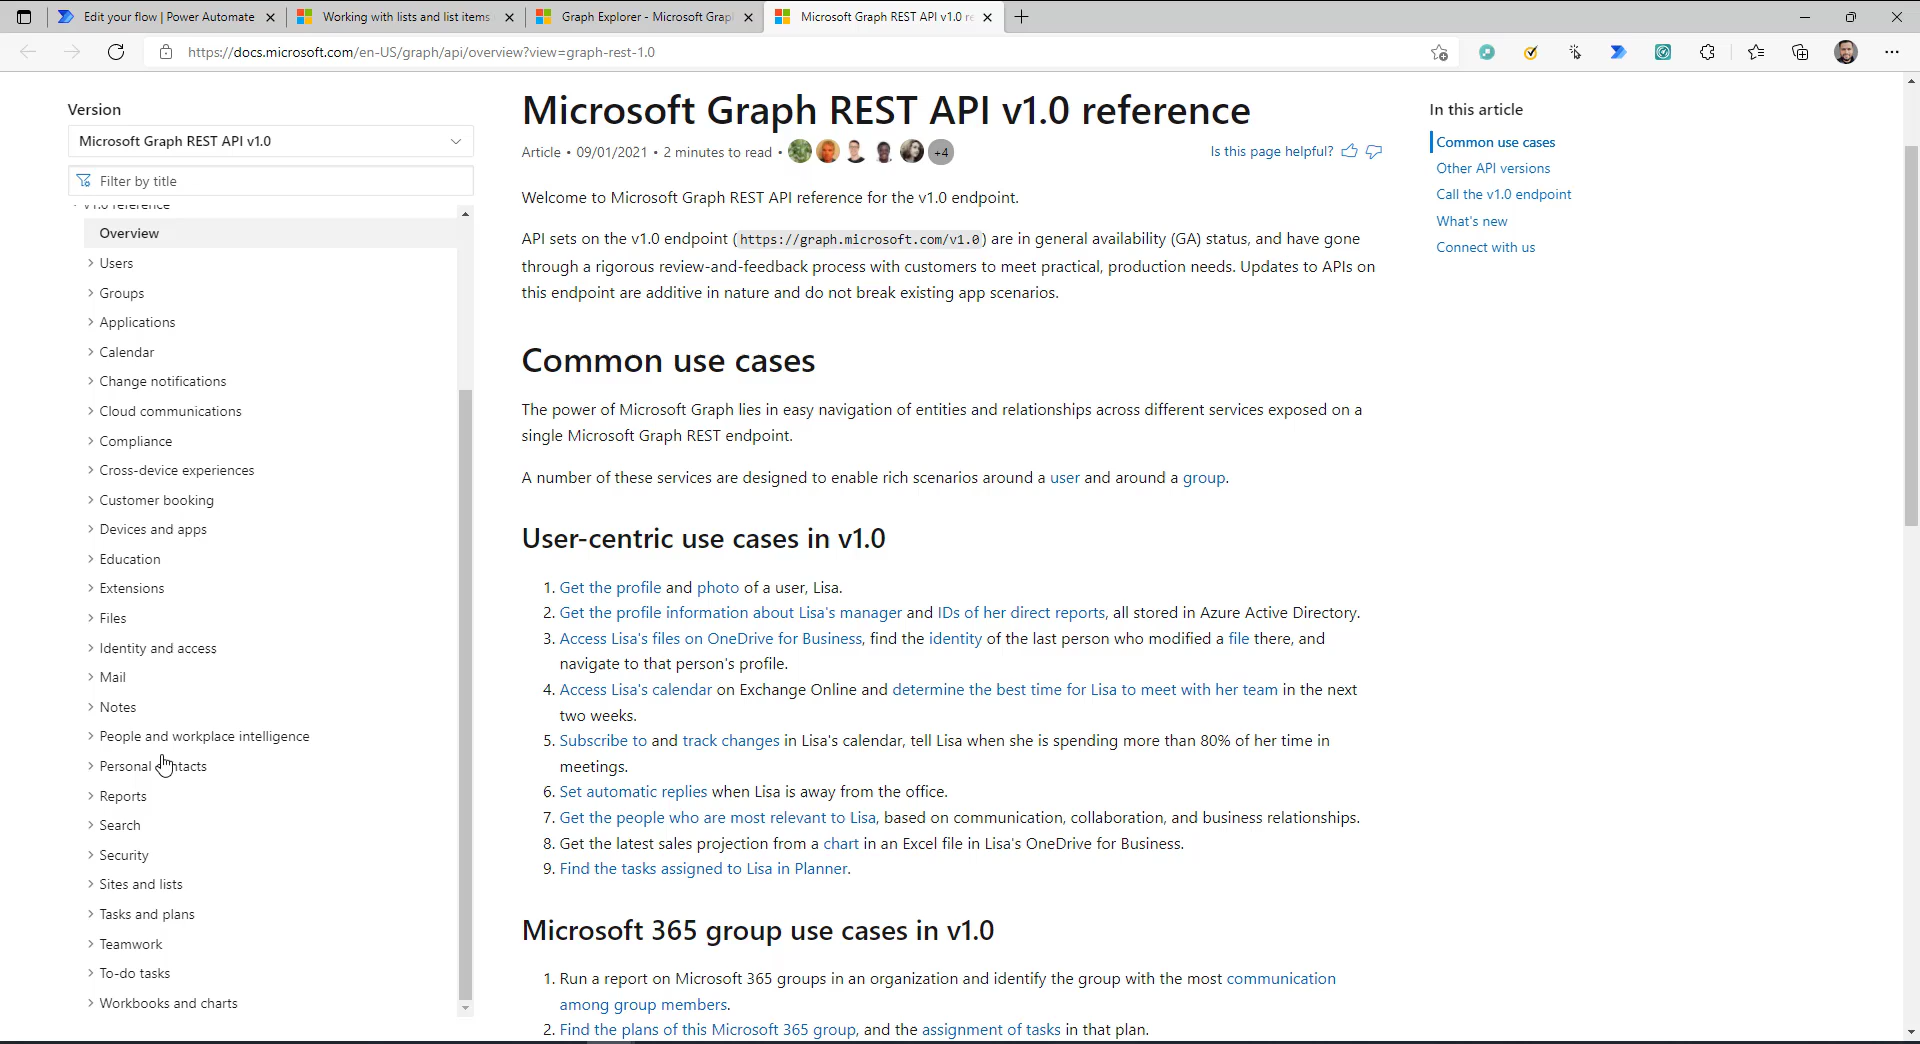 Edit your flow | Power Automate
Working with lists and list items
Graph Explorer - Microsoft Grap
Microsoft Graph REST API v1.0 re
https://docs.microsoft.com/en-US/graph/api/overview?view=graph-rest-1.0
Version
Microsoft Graph REST API v1.0
Filter by title
v1.0 reference
Overview
Users
Groups
Applications
Calendar
Change notifications
Cloud communications
Compliance
Cross-device experiences
Customer booking
Devices and apps
Education
Extensions
Files
Identity and access
Mail
Notes
People and workplace intelligence
Personal contacts
Reports
Search
Security
Sites and lists
Tasks and plans
Teamwork
To-do tasks
Workbooks and charts
Microsoft Graph REST API v1.0 reference
Article • 09/01/2021 • 2 minutes to read • +4
Is this page helpful?
Welcome to Microsoft Graph REST API reference for the v1.0 endpoint.
API sets on the v1.0 endpoint (https://graph.microsoft.com/v1.0) are in general availability (GA) status, and have gone
through a rigorous review-and-feedback process with customers to meet practical, production needs. Updates to APIs on
this endpoint are additive in nature and do not break existing app scenarios.
Common use cases
The power of Microsoft Graph lies in easy navigation of entities and relationships across different services exposed on a
single Microsoft Graph REST endpoint.
A number of these services are designed to enable rich scenarios around a user and around a group.
User-centric use cases in v1.0
1. Get the profile and photo of a user, Lisa.
2. Get the profile information about Lisa's manager and IDs of her direct reports, all stored in Azure Active Directory.
3. Access Lisa's files on OneDrive for Business, find the identity of the last person who modified a file there, and
navigate to that person's profile.
4. Access Lisa's calendar on Exchange Online and determine the best time for Lisa to meet with her team in the next
two weeks.
5. Subscribe to and track changes in Lisa's calendar, tell Lisa when she is spending more than 80% of her time in
meetings.
6. Set automatic replies when Lisa is away from the office.
7. Get the people who are most relevant to Lisa, based on communication, collaboration, and business relationships.
8. Get the latest sales projection from a chart in an Excel file in Lisa's OneDrive for Business.
9. Find the tasks assigned to Lisa in Planner.
Microsoft 365 group use cases in v1.0
1. Run a report on Microsoft 365 groups in an organization and identify the group with the most communication
among group members.
2. Find the plans of this Microsoft 365 group, and the assignment of tasks in that plan.
In this article
Common use cases
Other API versions
Call the v1.0 endpoint
What's new
Connect with us